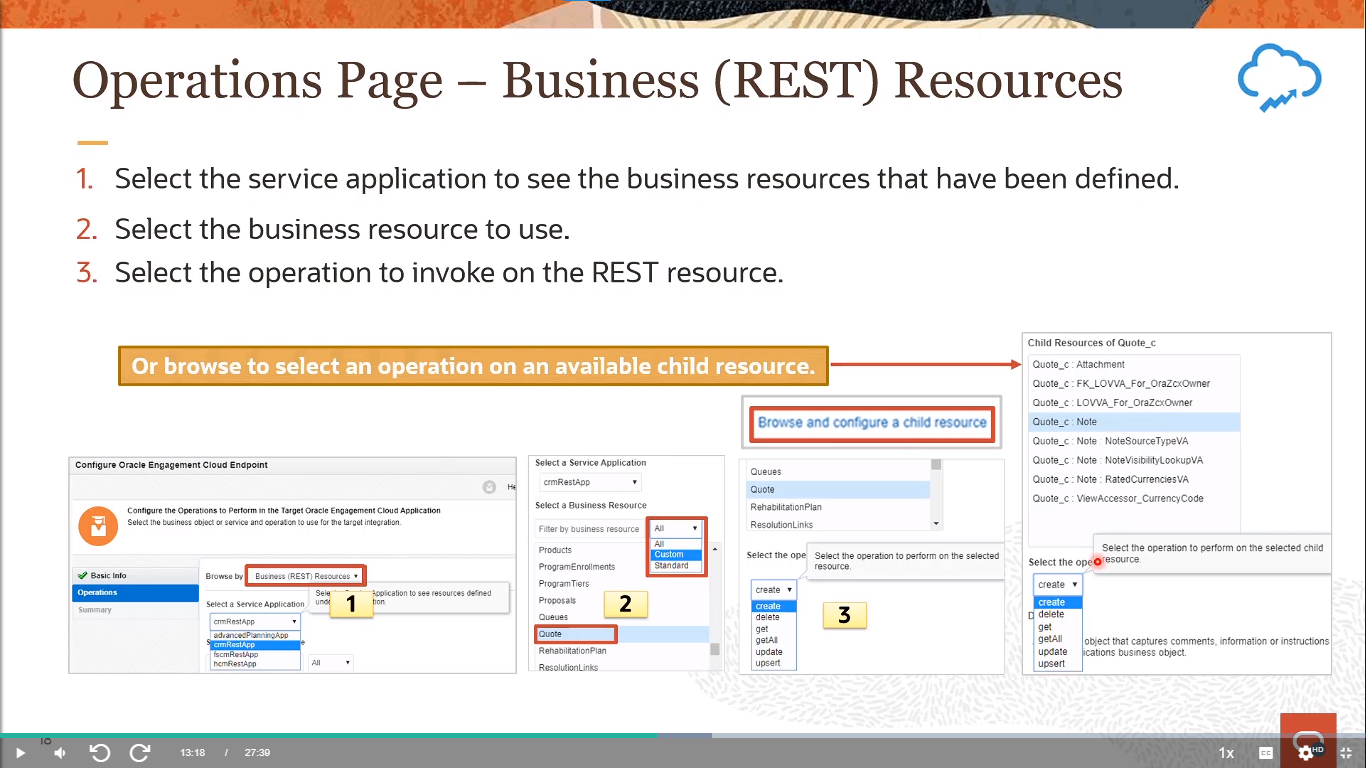 Operations Page – Business (REST) Resources
1. Select the service application to see the business resources that have been defined.
2. Select the business resource to use.
3. Select the operation to invoke on the REST resource.
Or browse to select an operation on an available child resource.
Configure Oracle Engagement Cloud Endpoint
He
Configure the Operations to Perform in the Target Oracle Engagement Cloud Application
Select the business object or service and operation to use for the target integration.
Basic Info
Operations
Summary
Browse by
Business (REST) Resources
Select a Service Application
crmRestApp
advancedPlanningApp
crmRestApp
fscmRestApp
hcmRestApp
All
1
Select a Service Application
crmRestApp
Select a Business Resource
Filter by business resource
All
All
Custom
Standard
Products
ProgramEnrollments
ProgramTiers
Proposals
Queues
Quote
RehabilitationPlan
ResolutionLinks
2
Browse and configure a child resource
Queues
Quote
RehabilitationPlan
ResolutionLinks
Select the ope
Select the operation to perform on the selected
resource.
create
create
delete
get
getAll
update
upsert
3
Child Resources of Quote_c
Quote_c : Attachment
Quote_c : FK_LOVVA_For_OraZcxOwner
Quote_c : LOVVA_For_OraZcxOwner
Quote_c : Note
Quote_c : Note : NoteSourceTypeVA
Quote_c : Note : NoteVisibilityLookupVA
Quote_c : Note : RatedCurrenciesVA
Quote_c : ViewAccessor_CurrencyCode
Select the ope
Select the operation to perform on the selected child
resource.
create
create
delete
get
getAll
update
upsert
object that captures comments, information or instructions
ications business object.
13:18 / 27:39
1x
CC
HD